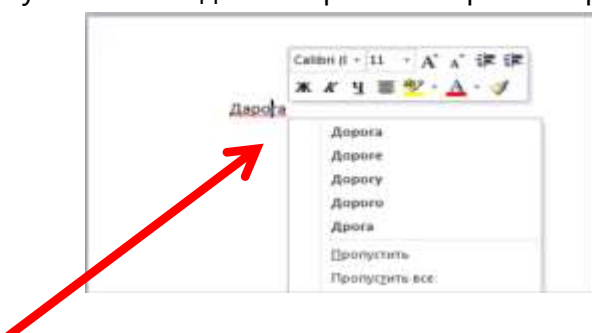 Calibri (І 11 А А
Ж К Ч А
Дарога
Дорога
Дороге
Дорогу
Дорого
Дрога
Пропустить
Пропустить все